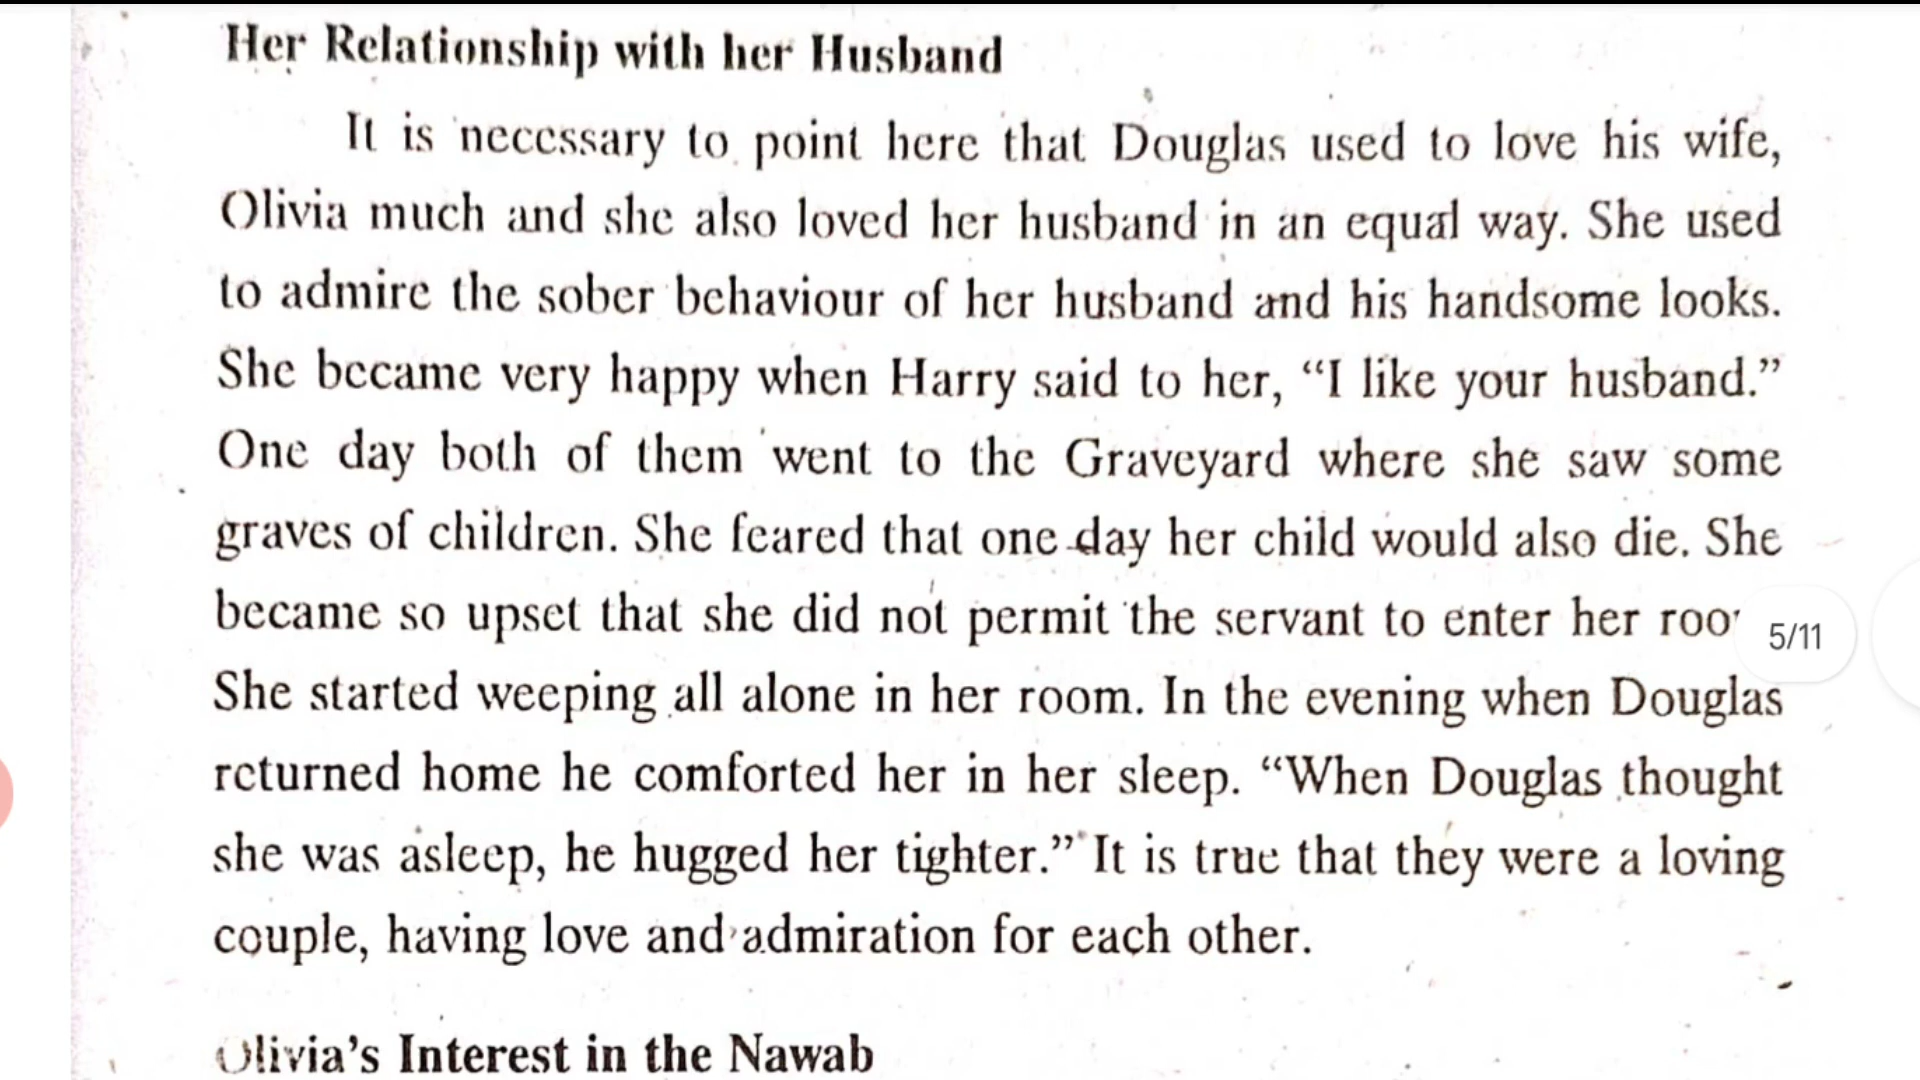 Her Relationship with her Husband
It is necessary to point here that Douglas used to love his wife,
Olivia much and she also loved her husband in an equal way. She used
to admire the sober behaviour of her husband and his handsome looks.
She became very happy when Harry said to her, “I like your husband.”
One day both of them went to the Graveyard where she saw some
graves of children. She feared that one day her child would also die. She
became so upset that she did not permit the servant to enter her
5/11
She started weeping all alone in her room. In the evening when Douglas
returned home he comforted her in her sleep. “When Douglas thought
she was asleep, he hugged her tighter.” It is true that they were a loving
couple, having love and admiration for each other.
Olivia’s Interest in the Nawab